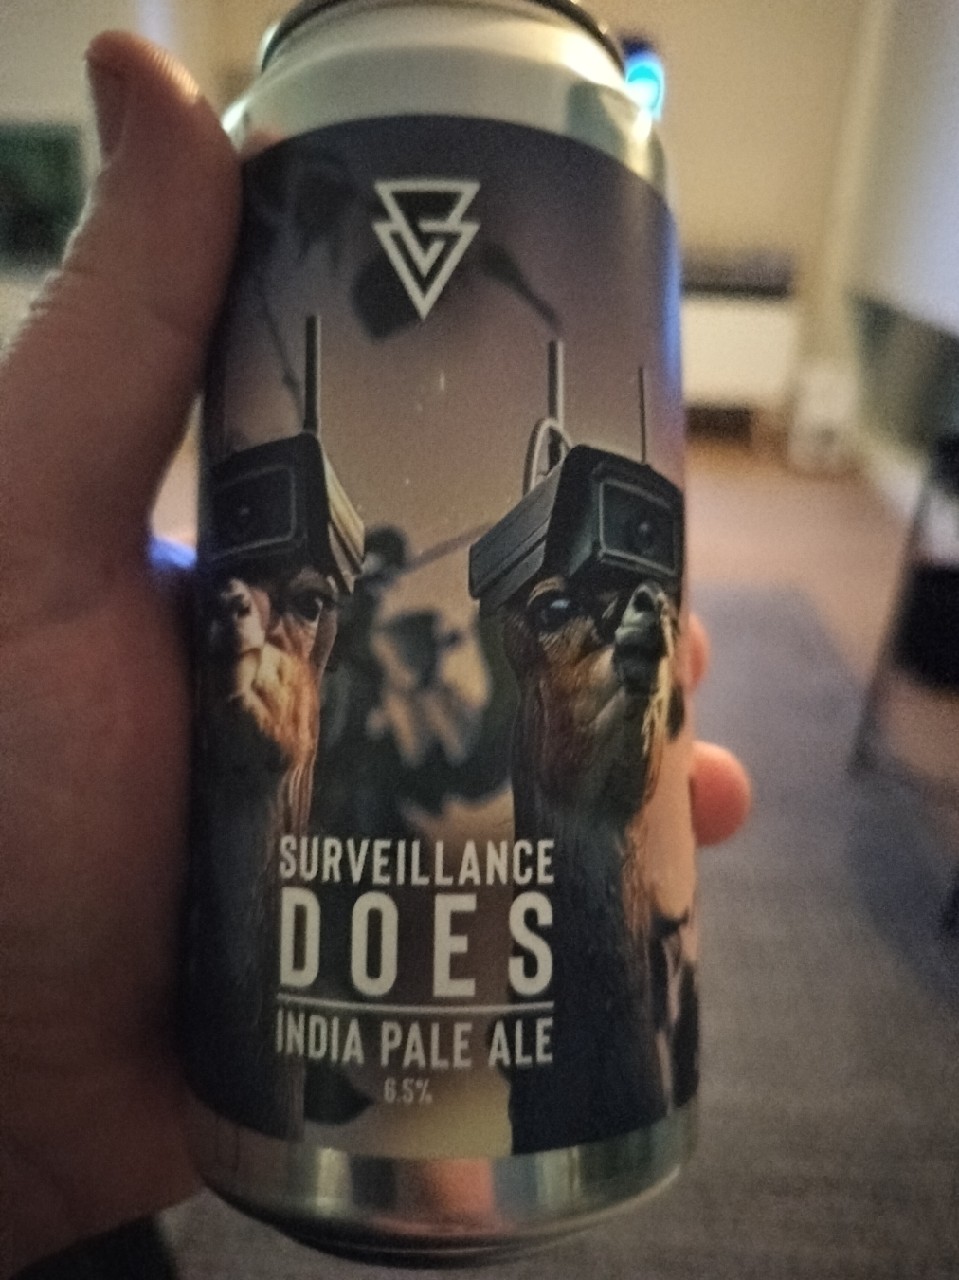 SURVEILLANCE
DOES
INDIA PALE ALE
6.5%